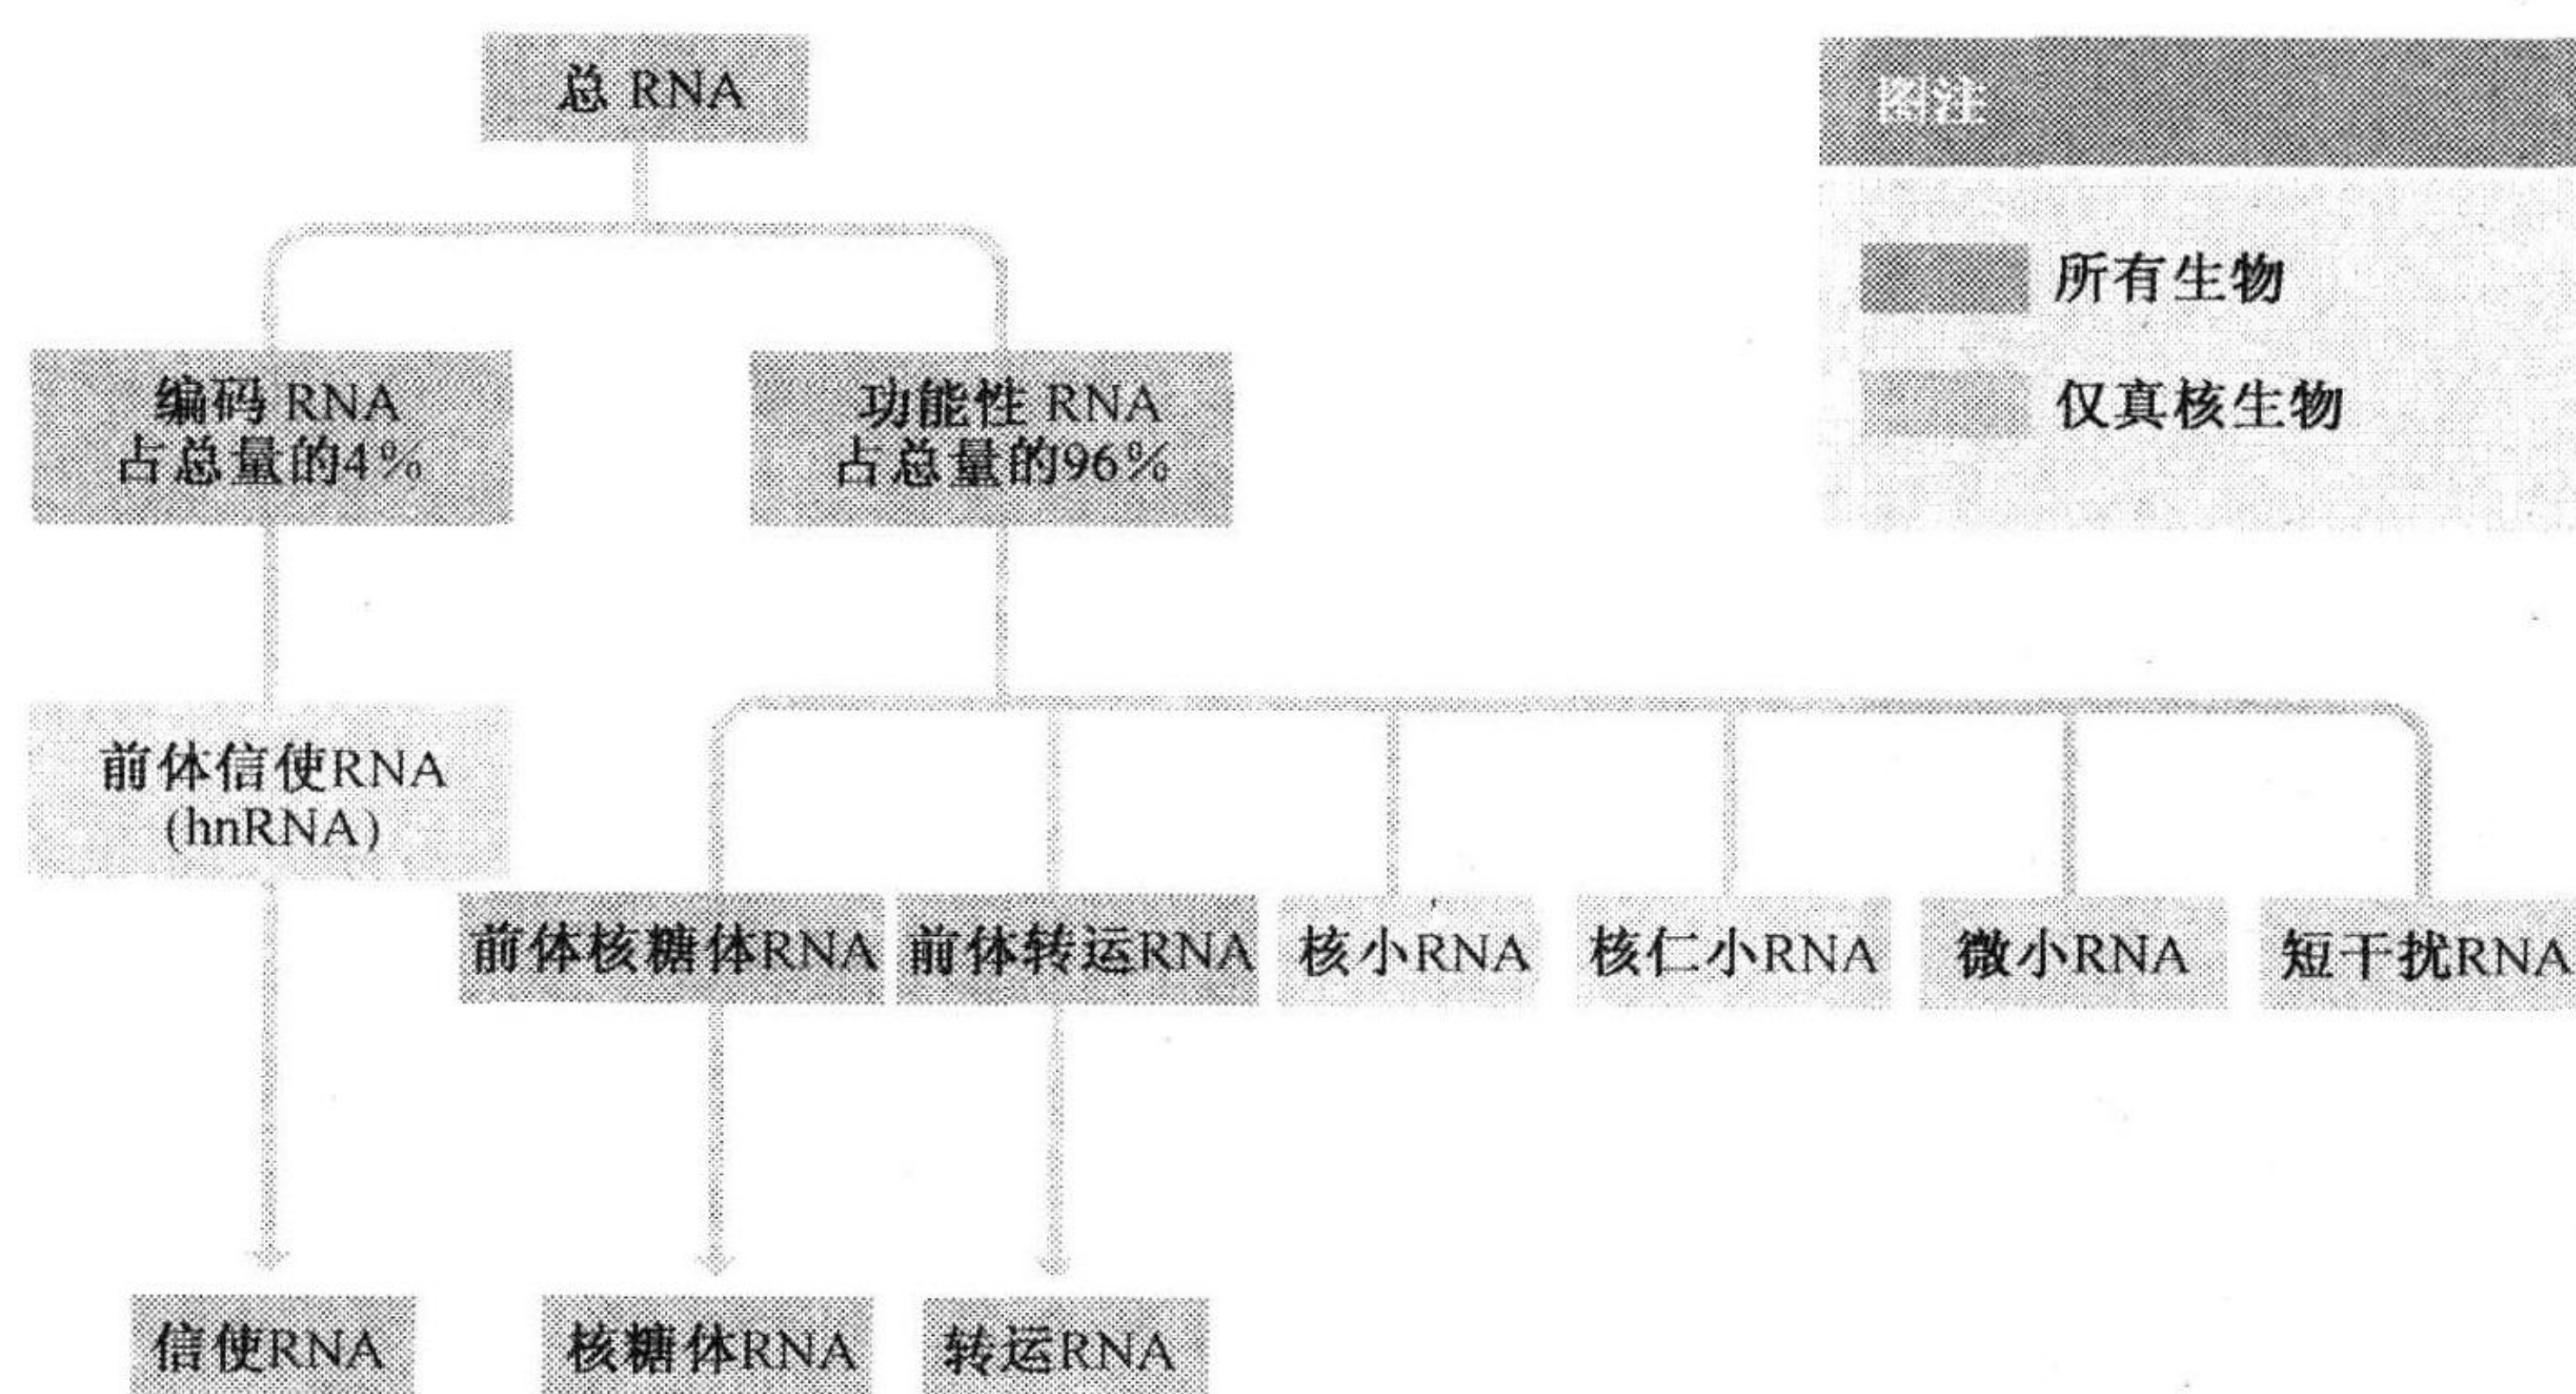 总 RNA
图注
所有生物
仅真核生物
编码 RNA
占总量的4%
功能性 RNA
占总量的96%
前体信使RNA
(hnRNA)
前体核糖体RNA
前体转运RNA
核小RNA
核仁小RNA
微小RNA
短干扰RNA
信使RNA
核糖体RNA
转运RNA